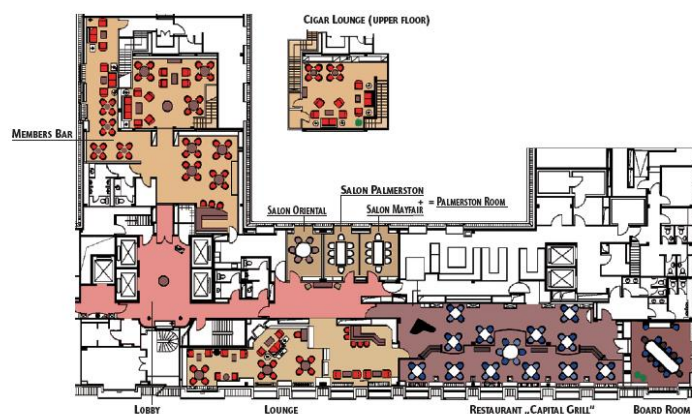 CIGAR LOUNGE (UPPER FLOOR)
MEMBERS BAR
SALON PALMERSTON
+ = PALMERSTON ROOM
SALON ORIENTAL
SALON MAYFAIR
LOBBY
LOUNGE
RESTAURANT „CAPITAL GRILL“
BOARD ROOM